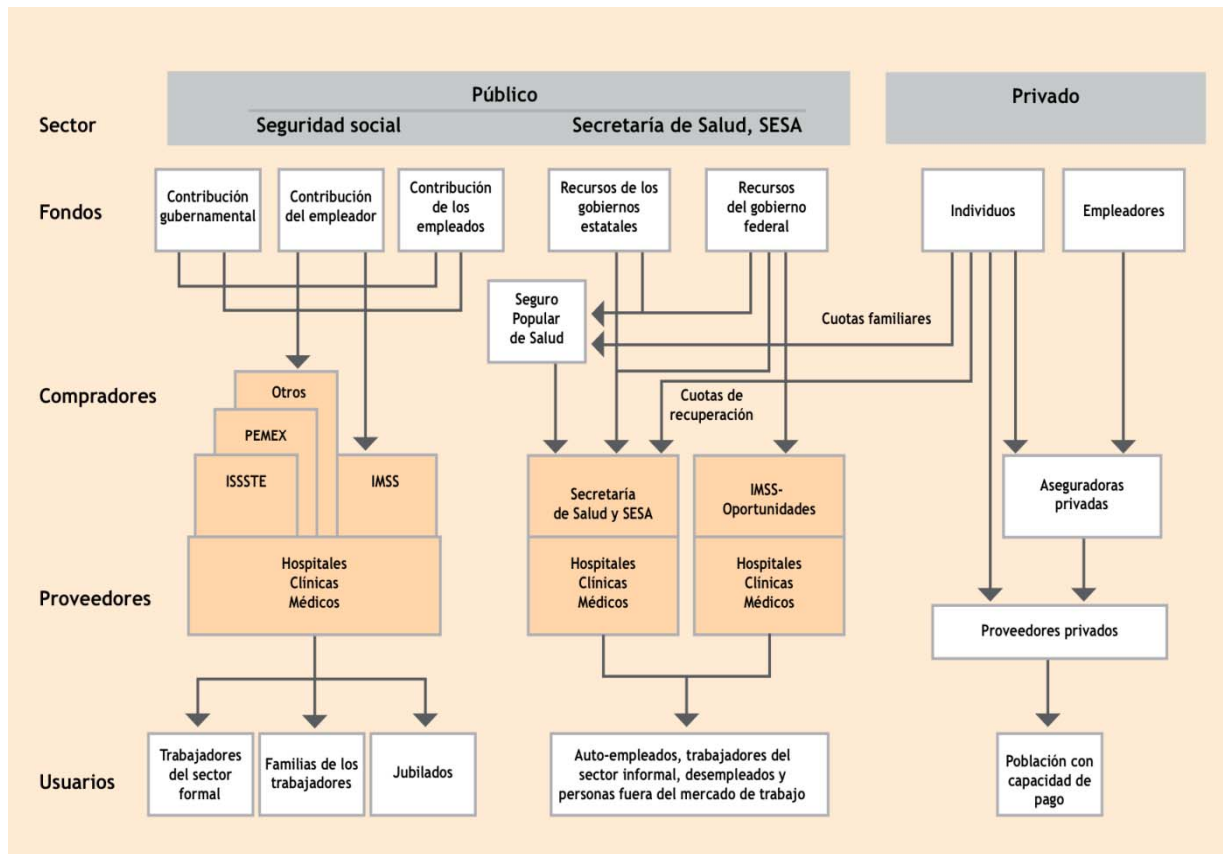 Sector
Público
Seguridad social
Secretaría de Salud, SESA
Privado
Fondos
Contribución
gubernamental
Contribución
del empleador
Contribución
de los
empleados
Recursos de los
gobiernos
estatales
Recursos
del gobierno
federal
Individuos
Empleadores
Seguro
Popular
de Salud
Cuotas familiares
Compradores
Otros
PEMEX
ISSSTE
IMSS
Cuotas de
recuperación
Secretaría
de Salud y SESA
IMSS-
Oportunidades
Aseguradoras
privadas
Proveedores
Hospitales
Clínicas
Médicos
Hospitales
Clínicas
Médicos
Hospitales
Clínicas
Médicos
Proveedores privados
Usuarios
Trabajadores
del sector
formal
Familias de los
trabajadores
Jubilados
Auto-empleados, trabajadores del
sector informal, desempleados y
personas fuera del mercado de trabajo
Población con
capacidad de
pago